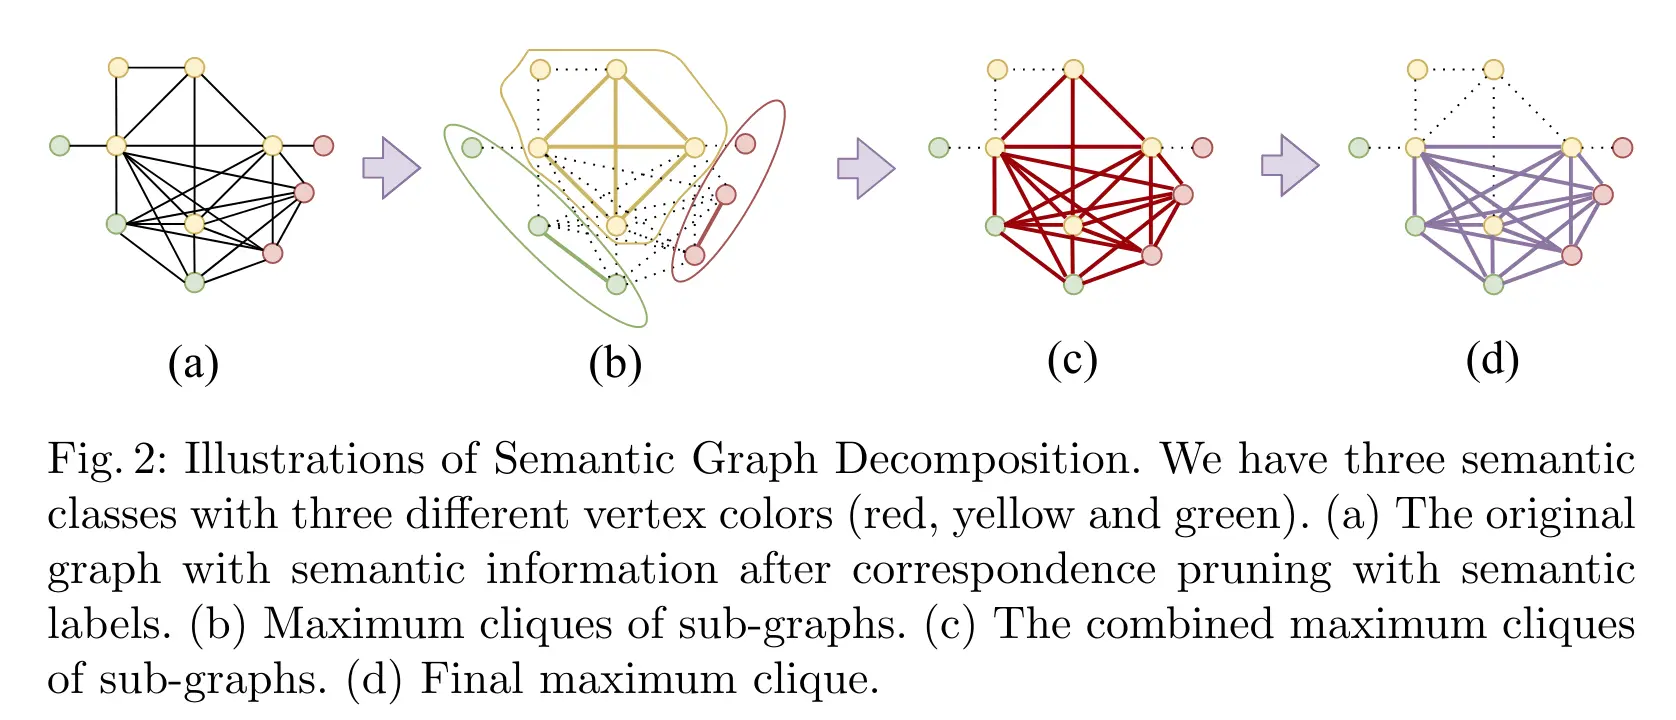 (a) (b) (c) (d)
Fig. 2: Illustrations of Semantic Graph Decomposition. We have three semantic
classes with three different vertex colors (red, yellow and green). (a) The original
graph with semantic information after correspondence pruning with semantic
labels. (b) Maximum cliques of sub-graphs. (c) The combined maximum cliques
of sub-graphs. (d) Final maximum clique.